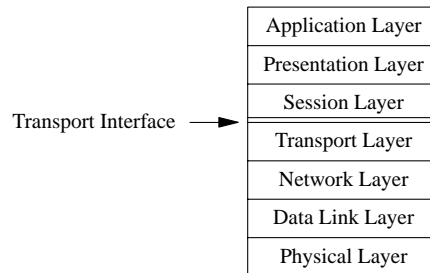 Application Layer
Presentation Layer
Session Layer
Transport Interface
Transport Layer
Network Layer
Data Link Layer
Physical Layer